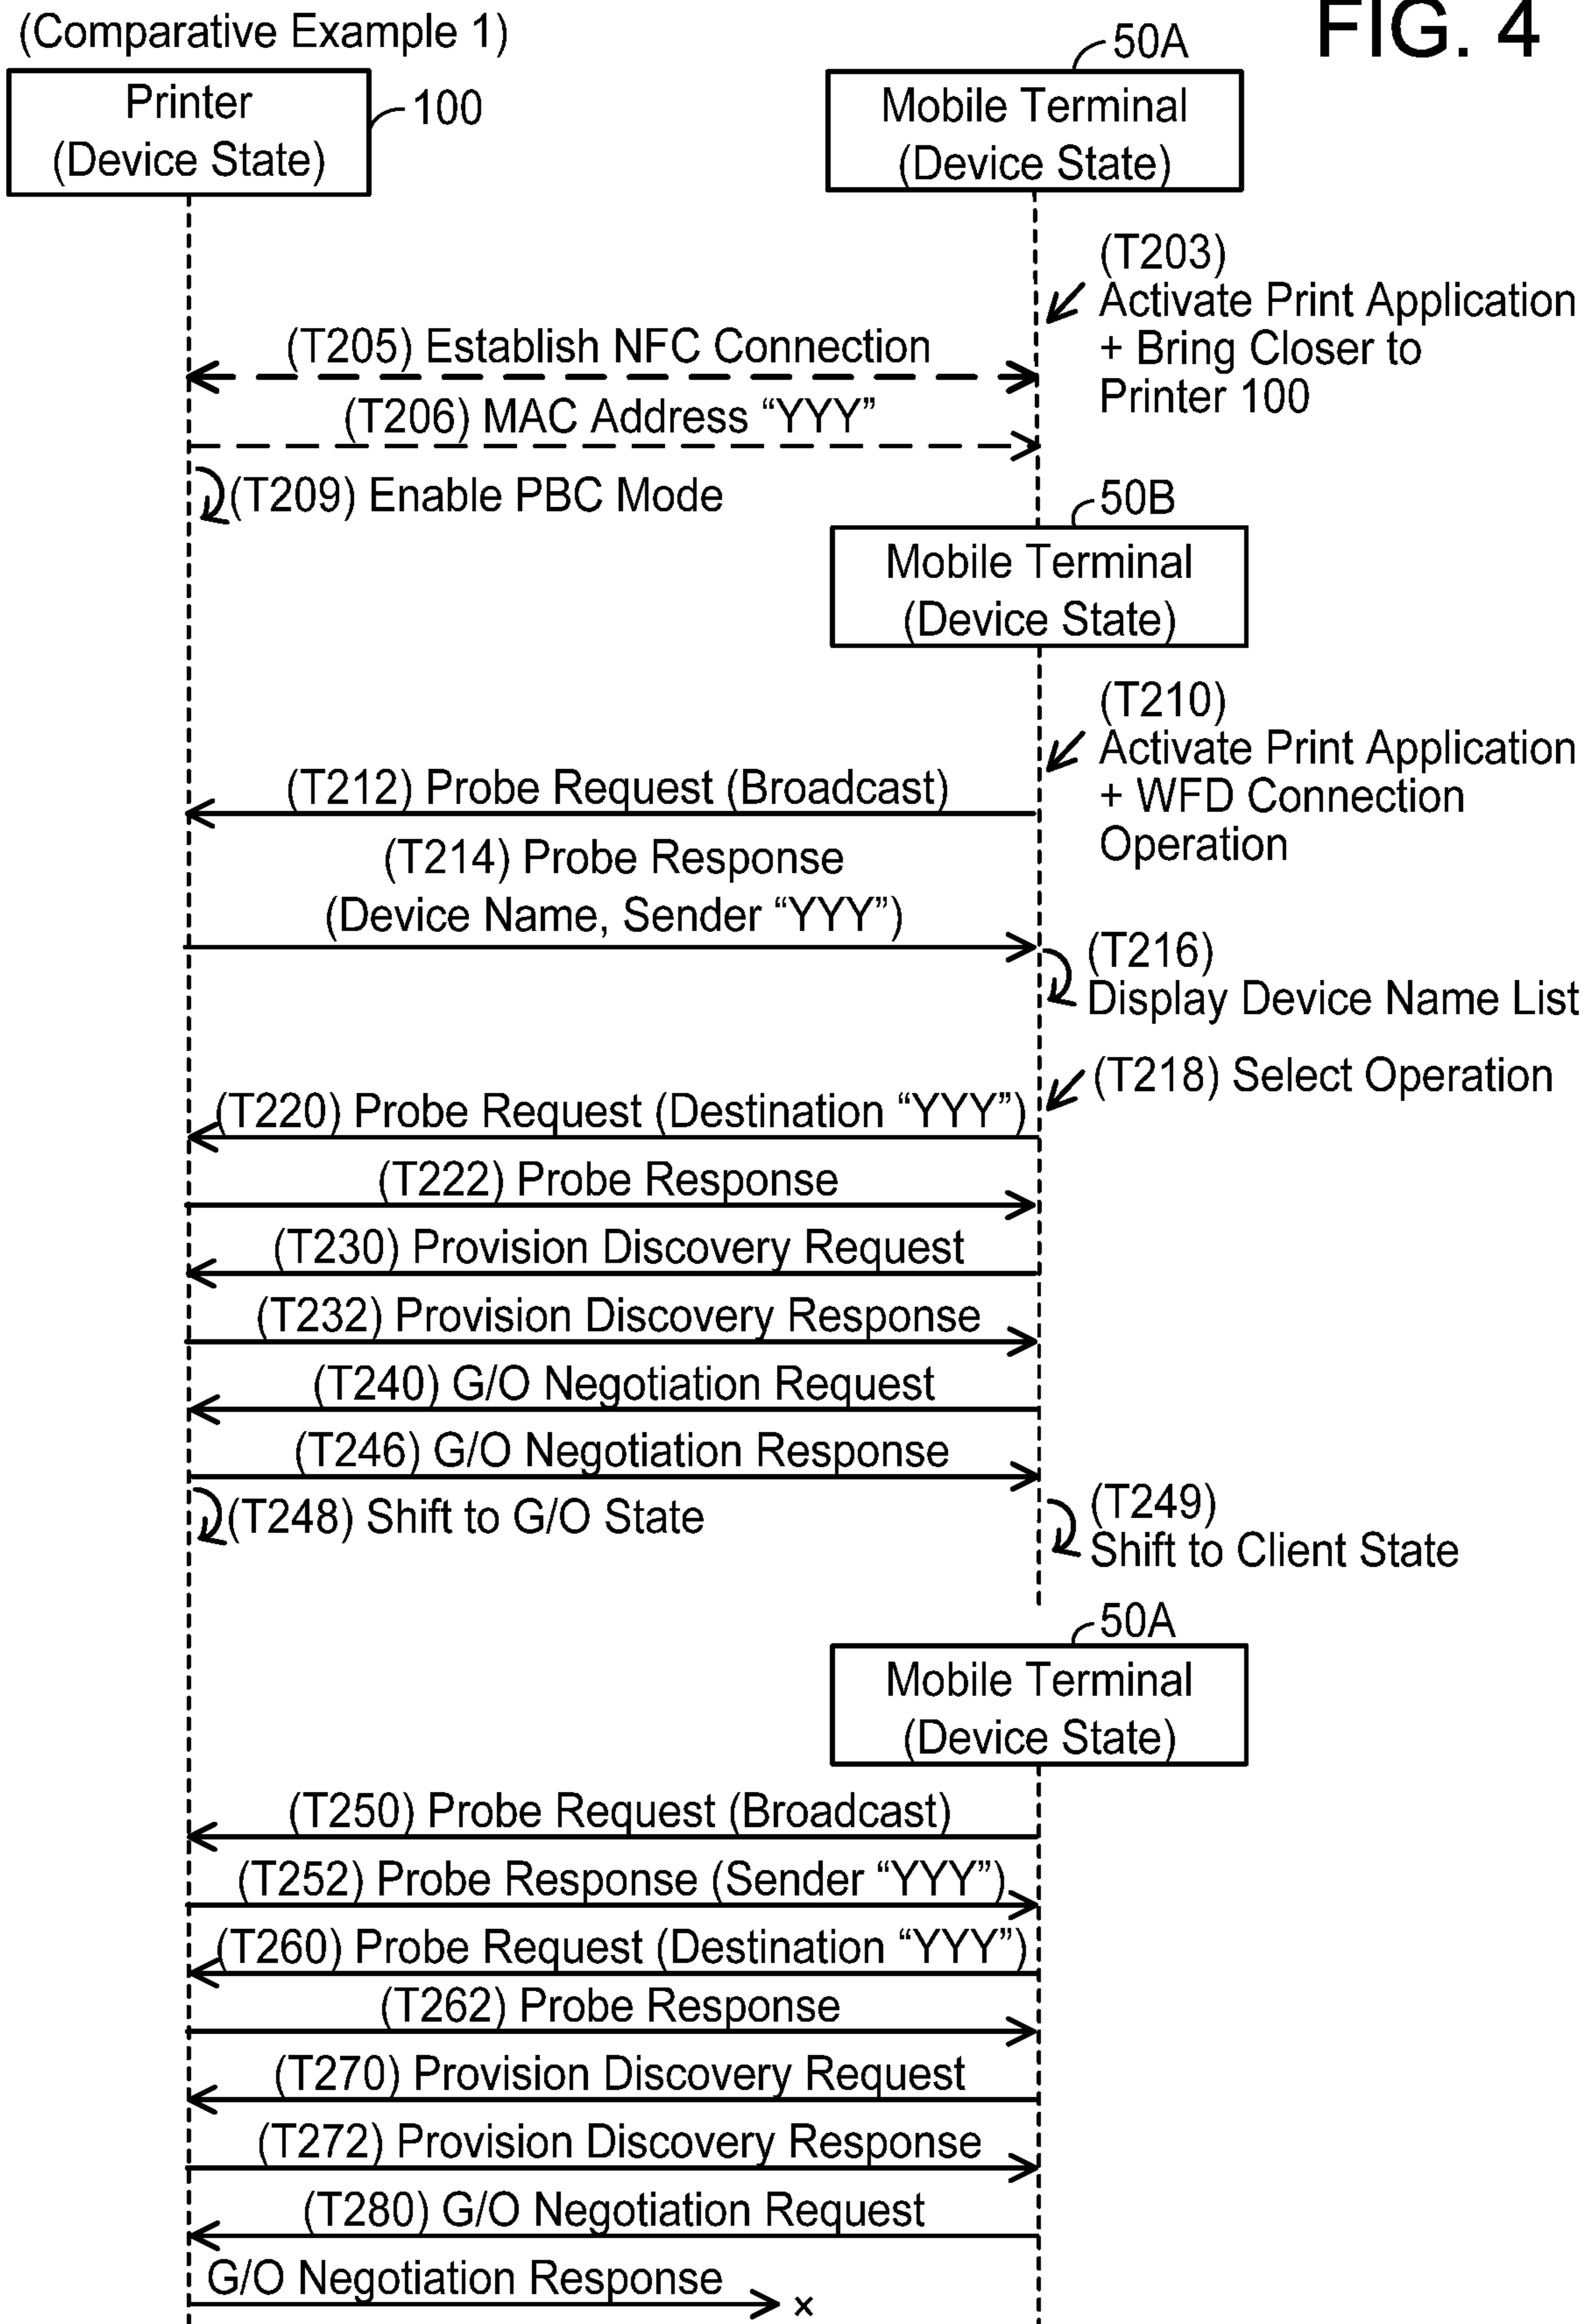 (Comparative Example 1)
FIG. 4
Printer
(Device State)
100
50A
Mobile Terminal
(Device State)
(T203)
Activate Print Application
+ Bring Closer to
Printer 100
(T205) Establish NFC Connection
(T206) MAC Address “YYY”
(T209) Enable PBC Mode
50B
Mobile Terminal
(Device State)
(T210)
Activate Print Application
+ WFD Connection
Operation
(T212) Probe Request (Broadcast)
(T214) Probe Response
(Device Name, Sender “YYY”)
(T216)
Display Device Name List
(T218) Select Operation
(T220) Probe Request (Destination “YYY”)
(T222) Probe Response
(T230) Provision Discovery Request
(T232) Provision Discovery Response
(T240) G/O Negotiation Request
(T246) G/O Negotiation Response
(T248) Shift to G/O State
(T249)
Shift to Client State
50A
Mobile Terminal
(Device State)
(T250) Probe Request (Broadcast)
(T252) Probe Response (Sender “YYY”)
(T260) Probe Request (Destination “YYY”)
(T262) Probe Response
(T270) Provision Discovery Request
(T272) Provision Discovery Response
(T280) G/O Negotiation Request
G/O Negotiation Response
×